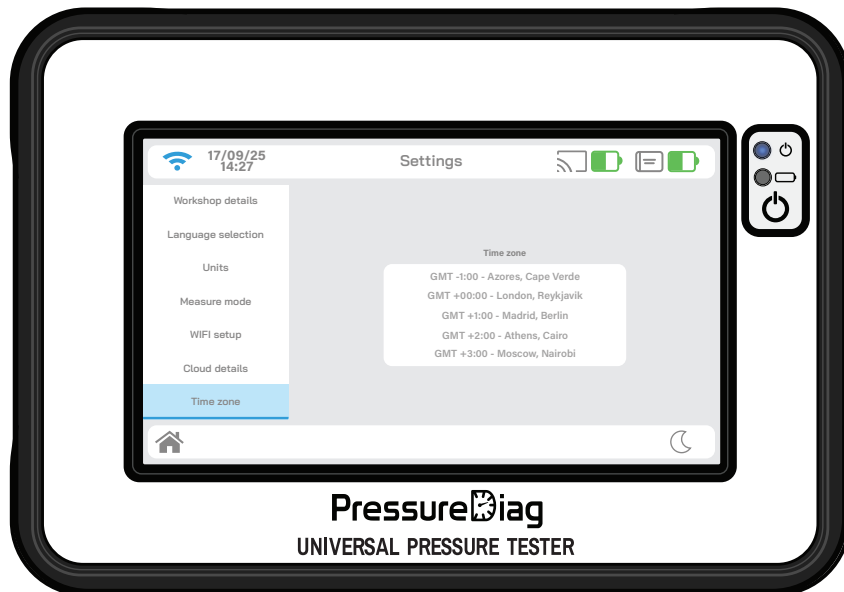 17/09/25
14:27
Settings
Workshop details
Language selection
Units
Measure mode
WIFI setup
Cloud details
Time zone
Time zone
GMT -1:00 - Azores, Cape Verde
GMT +00:00 - London, Reykjavik
GMT +1:00 - Madrid, Berlin
GMT +2:00 - Athens, Cairo
GMT +3:00 - Moscow, Nairobi
PressureDiag
UNIVERSAL PRESSURE TESTER